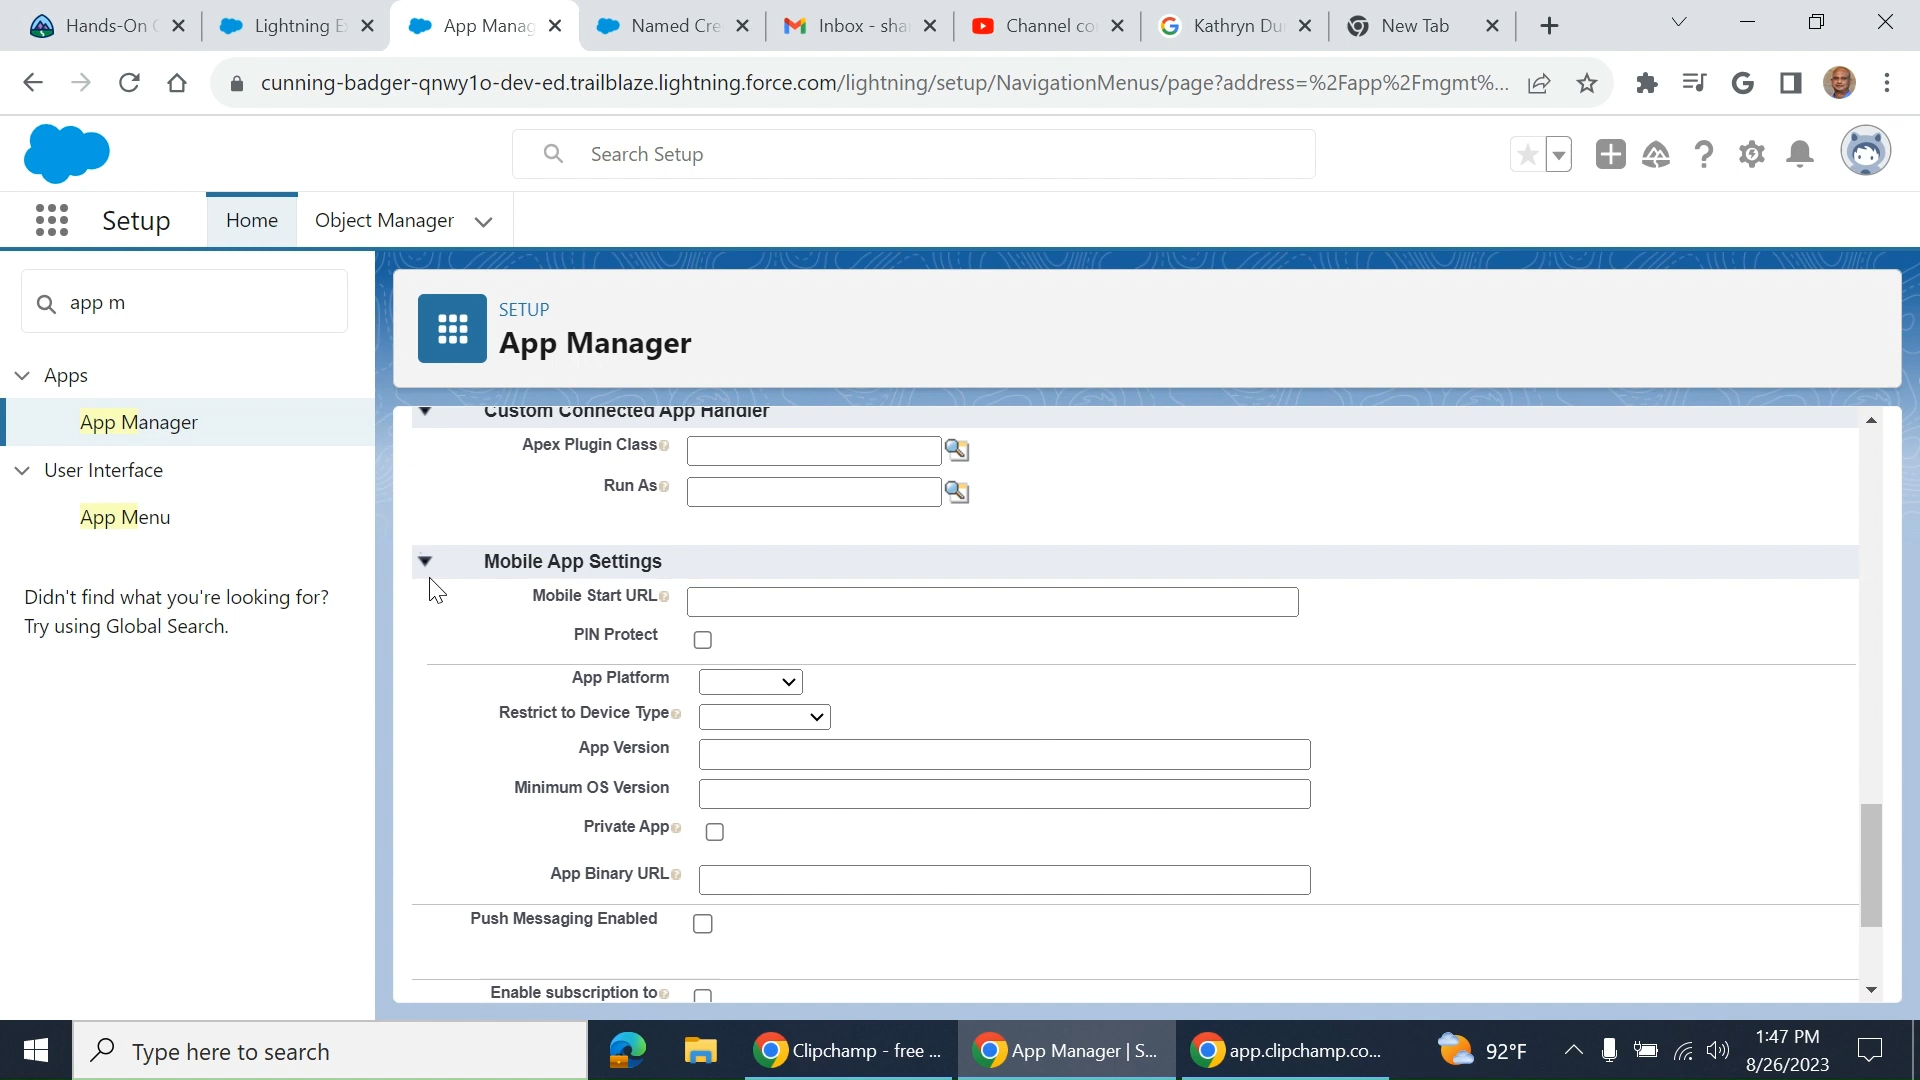 Hands-On
Lightning E
App Manag
Named Cre
Inbox - sha
Channel co
Kathryn Du
New Tab
cunning-badger-qnwy1o-dev-ed.trailblaze.lightning.force.com/lightning/setup/NavigationMenus/page?address=%2Fapp%2Fmgmt%...
Search Setup
Setup
Home
Object Manager
app m
Apps
App Manager
User Interface
App Menu
Didn't find what you're looking for?
Try using Global Search.
SETUP
App Manager
Custom Connected App Handler
Apex Plugin Class
Run As
Mobile App Settings
Mobile Start URL
PIN Protect
App Platform
Restrict to Device Type
App Version
Minimum OS Version
Private App
App Binary URL
Push Messaging Enabled
Enable subscription to
Type here to search
Clipchamp - free ...
App Manager | S...
app.clipchamp.co...
92°F
1:47 PM
8/26/2023